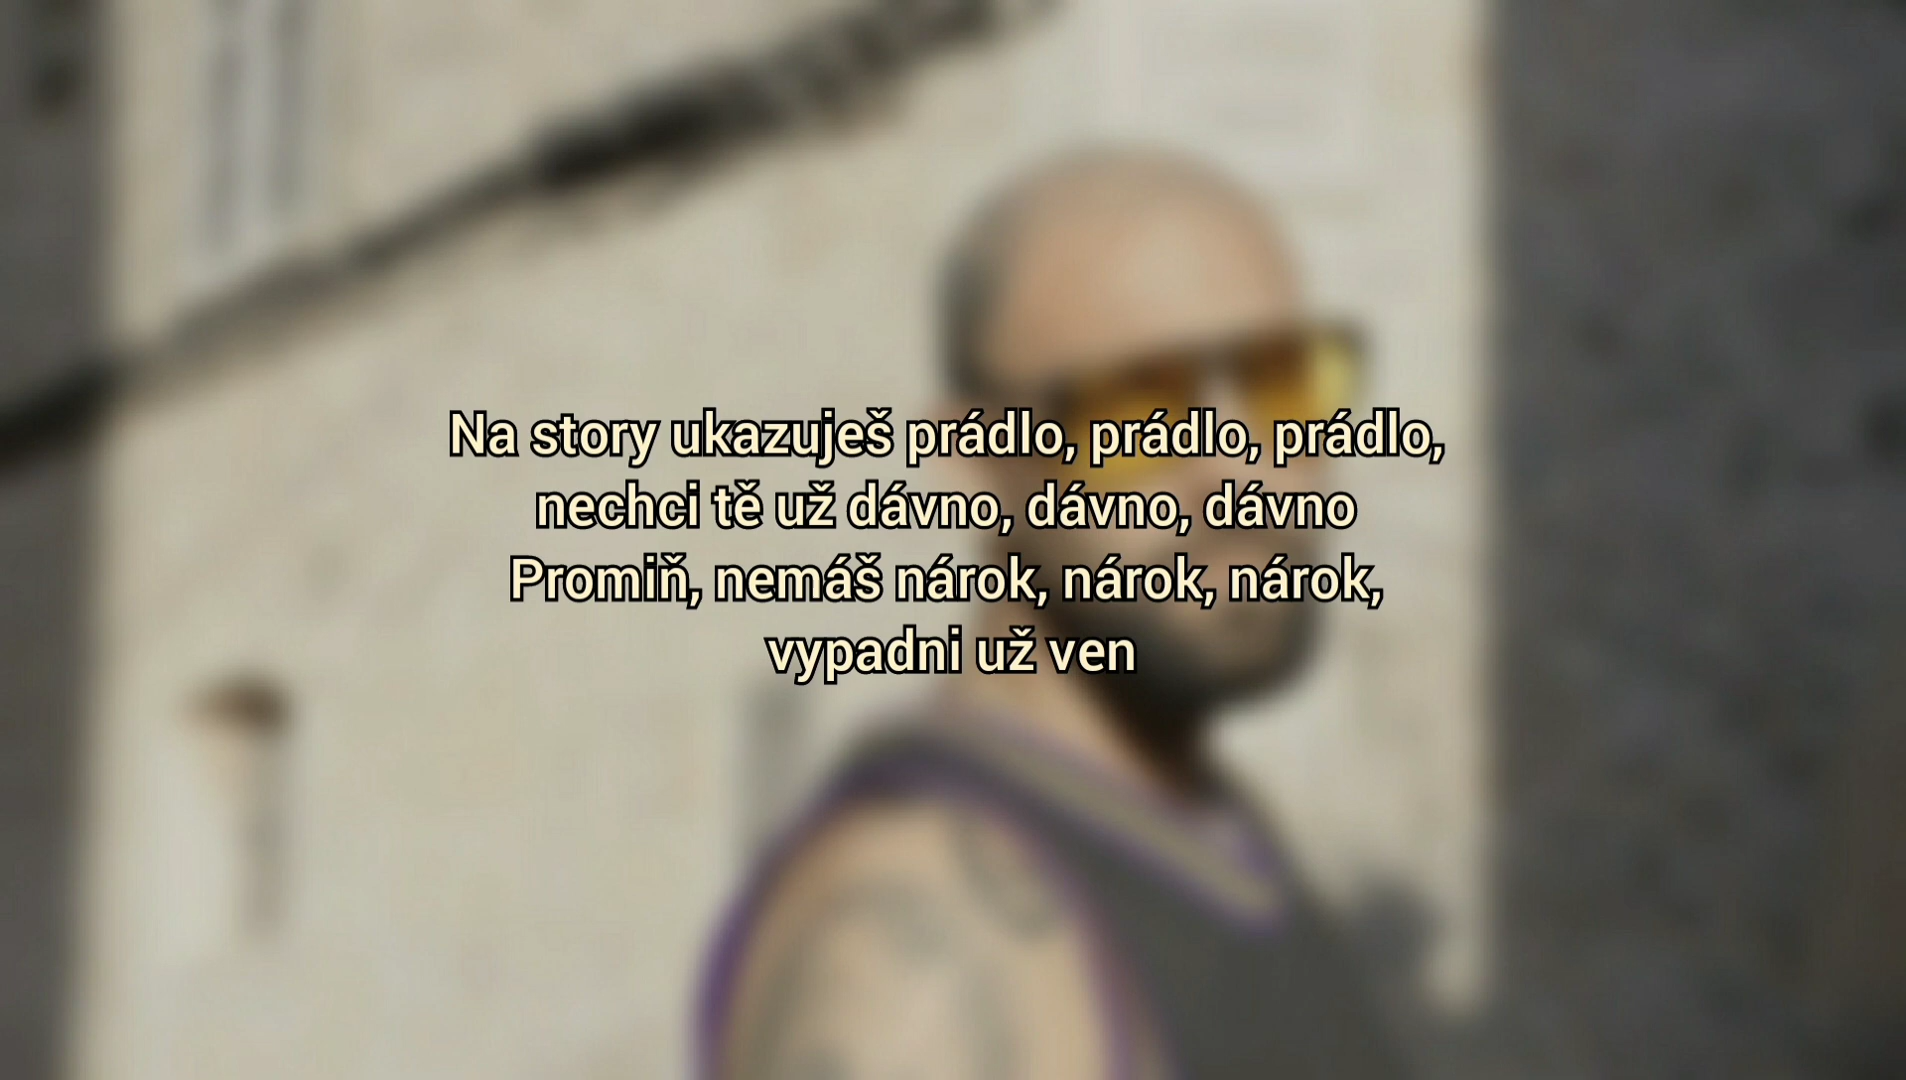 Na story ukazuješ prádlo, prádlo, prádlo,
nechci tě už dávno, dávno, dávno
Promiň, nemáš nárok, nárok, nárok,
vypadni už ven